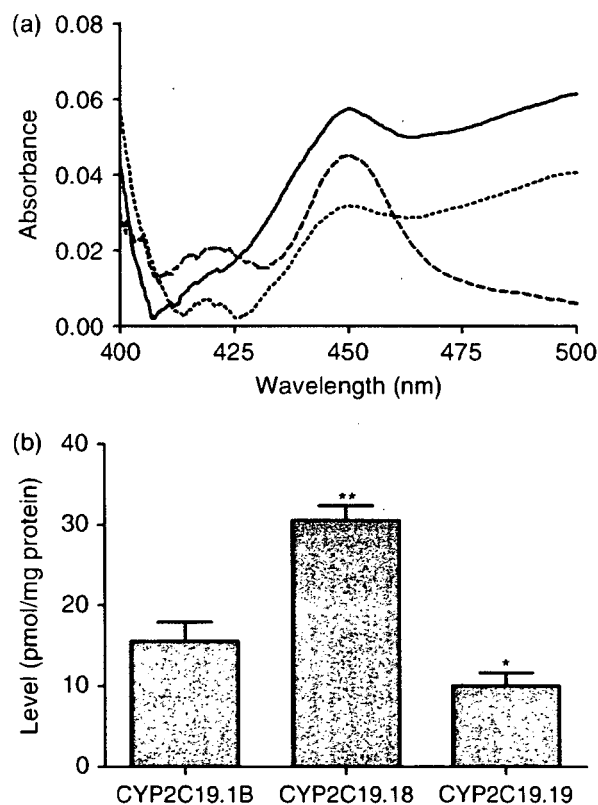 (a)
0.08
0.06
0.04
0.02
0.00
Absorbance
400
425
450
475
500
Wavelength (nm)
(b)
40
30
20
10
0
Level (pmol/mg protein)
**
*
CYP2C19.1B
CYP2C19.18
CYP2C19.19